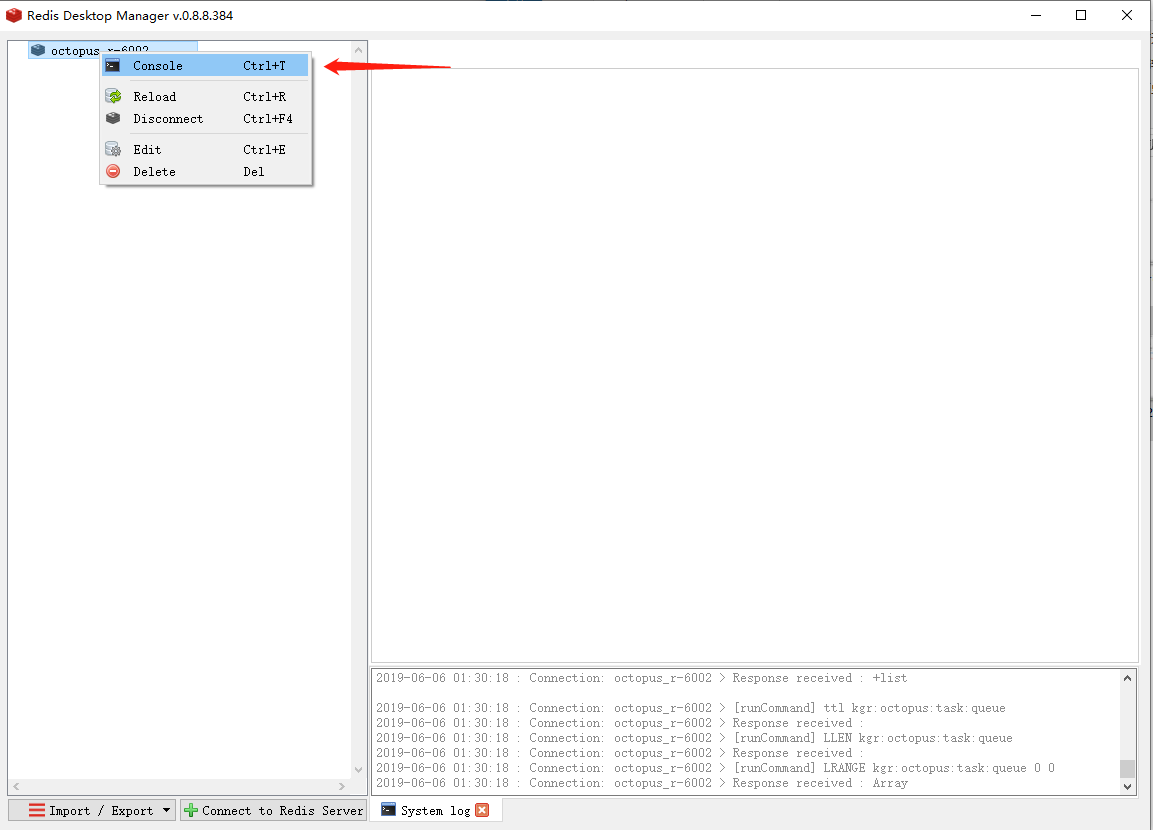 Redis Desktop Manager v.0.8.8.384
octopus_r-6002
Console Ctrl+T
Reload Ctrl+R
Disconnect Ctrl+F4
Edit Ctrl+E
Delete Del
2019-06-06 01:30:18 : Connection: octopus_r-6002 > Response received : +list
2019-06-06 01:30:18 : Connection: octopus_r-6002 > [runCommand] ttl kgr:octopus:task:queue
2019-06-06 01:30:18 : Connection: octopus_r-6002 > Response received :
2019-06-06 01:30:18 : Connection: octopus_r-6002 > [runCommand] LLEN kgr:octopus:task:queue
2019-06-06 01:30:18 : Connection: octopus_r-6002 > Response received :
2019-06-06 01:30:18 : Connection: octopus_r-6002 > [runCommand] LRANGE kgr:octopus:task:queue 0 0
2019-06-06 01:30:18 : Connection: octopus_r-6002 > Response received : Array
Import / Export
Connect to Redis Server
System log